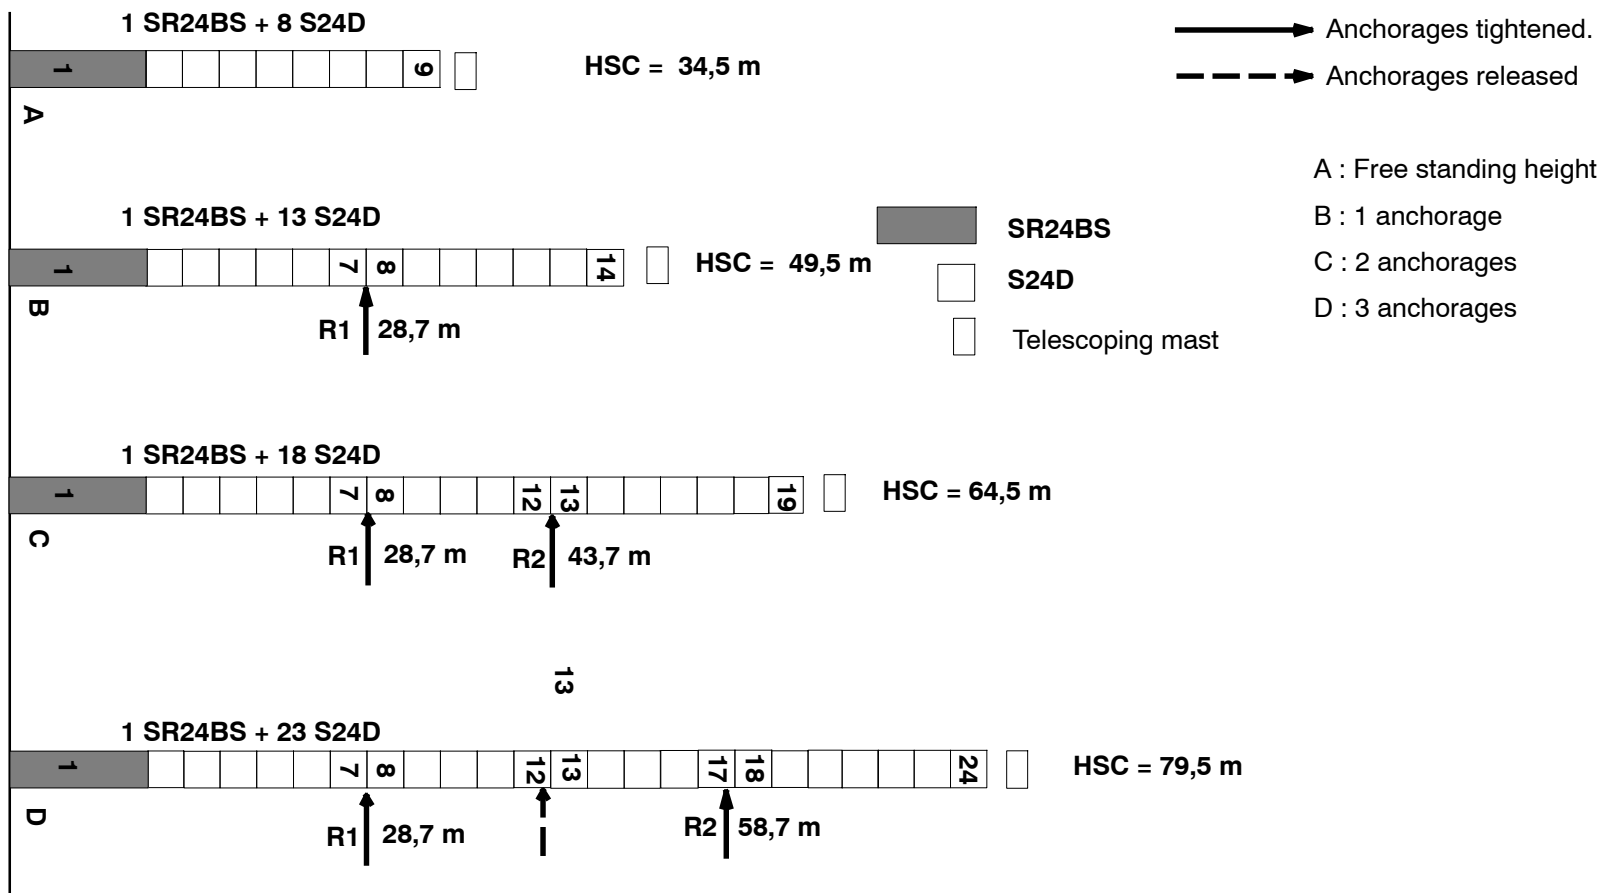 1 SR24BS + 8 S24D
1 9
HSC = 34,5 m
A
Anchorages tightened.
Anchorages released
A : Free standing height
B : 1 anchorage
C : 2 anchorages
D : 3 anchorages
SR24BS
S24D
Telescoping mast
1 SR24BS + 13 S24D
1 7 8 14
HSC = 49,5 m
B
R1 28,7 m
1 SR24BS + 18 S24D
1 7 8 12 13 19
HSC = 64,5 m
C
R1 28,7 m R2 43,7 m
13
1 SR24BS + 23 S24D
1 7 8 12 13 17 18 24
HSC = 79,5 m
D
R1 28,7 m R2 58,7 m